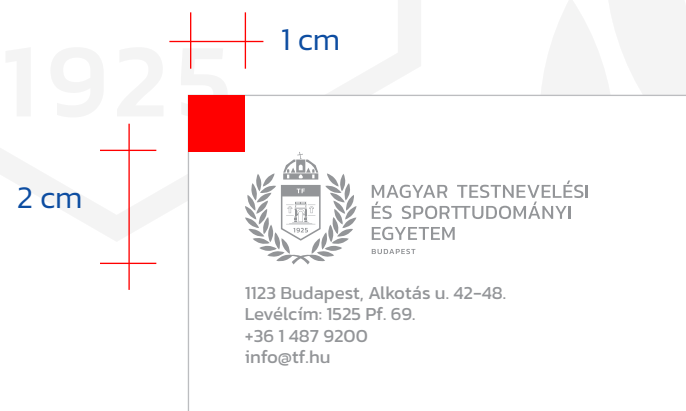 1925
1 cm
2 cm
TF
1925
MAGYAR TESTNEVELÉSI
ÉS SPORTTUDOMÁNYI
EGYETEM
BUDAPEST
1123 Budapest, Alkotás u. 42-48.
Levélcím: 1525 Pf. 69.
+36 1 487 9200
info@tf.hu